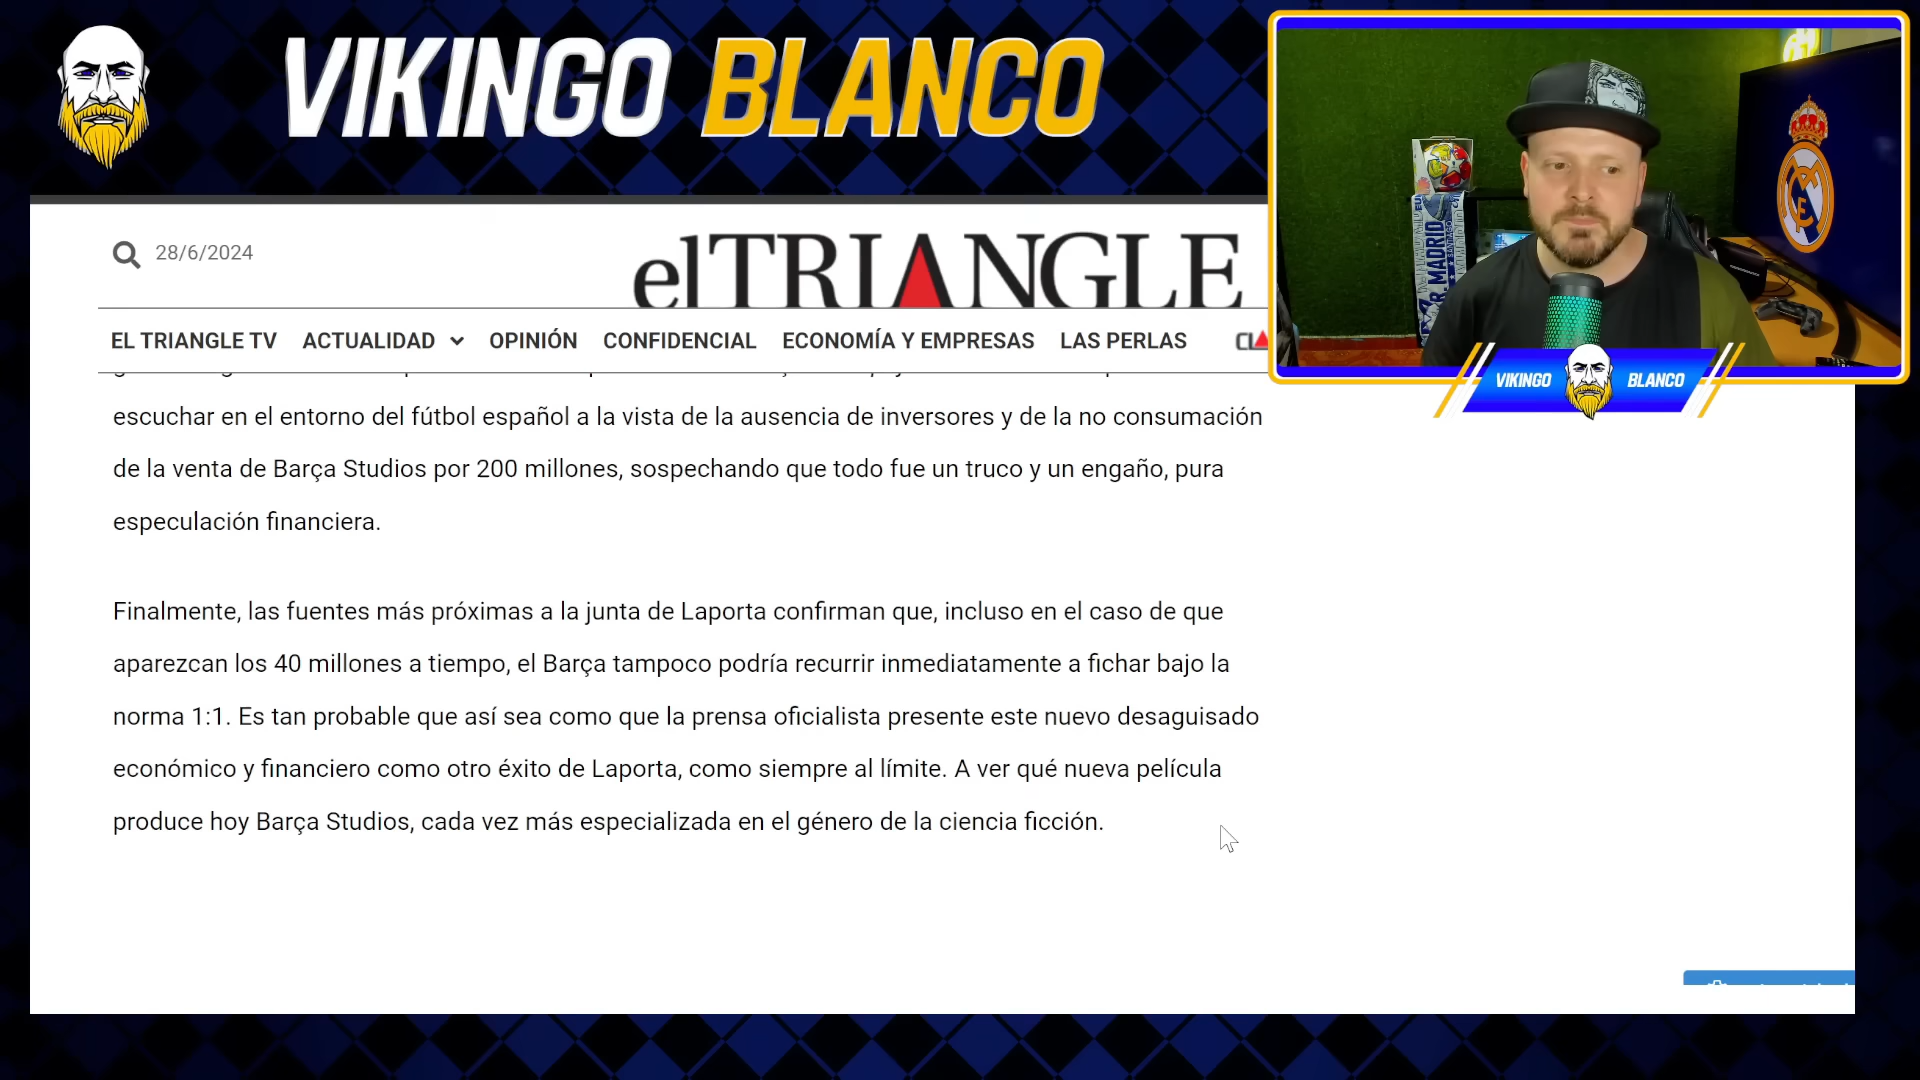 VIKINGO BLANCO
28/6/2024
elTRIANGLE
EL TRIANGLE TV ACTUALIDAD OPINIÓN CONFIDENCIAL ECONOMÍA Y EMPRESAS LAS PERLAS
escuchar en el entorno del fútbol español a la vista de la ausencia de inversores y de la no consumación
de la venta de Barça Studios por 200 millones, sospechando que todo fue un truco y un engaño, pura
especulación financiera.
Finalmente, las fuentes más próximas a la junta de Laporta confirman que, incluso en el caso de que
aparezcan los 40 millones a tiempo, el Barça tampoco podría recurrir inmediatamente a fichar bajo la
norma 1:1. Es tan probable que así sea como que la prensa oficialista presente este nuevo desaguisado
económico y financiero como otro éxito de Laporta, como siempre al límite. A ver qué nueva película
produce hoy Barça Studios, cada vez más especializada en el género de la ciencia ficción.
R. MADRID
VIKINGO BLANCO